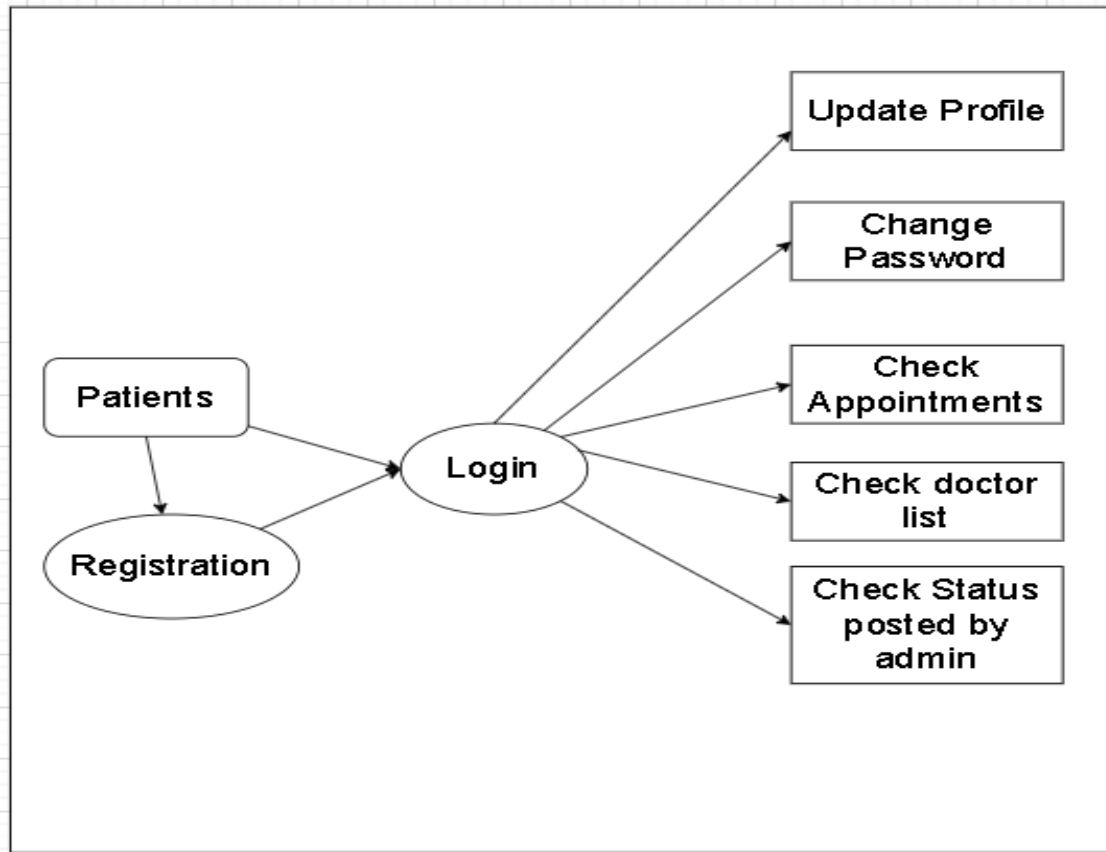 Update Profile
Change
Password
Check
Appointments
Patients
Login
Check doctor
list
Registration
Check Status
posted by
admin